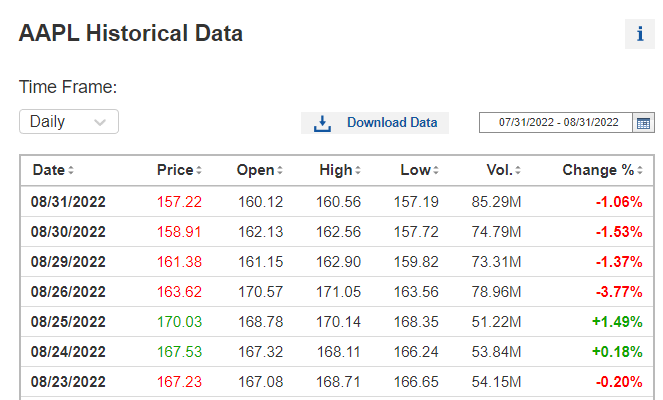 AAPL Historical Data
i
Time Frame:
Daily
Download Data
07/31/2022 - 08/31/2022
Date Price Open High Low Vol. Change %
08/31/2022 157.22 160.12 160.56 157.19 85.29M -1.06%
08/30/2022 158.91 162.13 162.56 157.72 74.79M -1.53%
08/29/2022 161.38 161.15 162.90 159.82 73.31M -1.37%
08/26/2022 163.62 170.57 171.05 163.56 78.96M -3.77%
08/25/2022 170.03 168.78 170.14 168.35 51.22M +1.49%
08/24/2022 167.53 167.32 168.11 166.24 53.84M +0.18%
08/23/2022 167.23 167.08 168.71 166.65 54.15M -0.20%